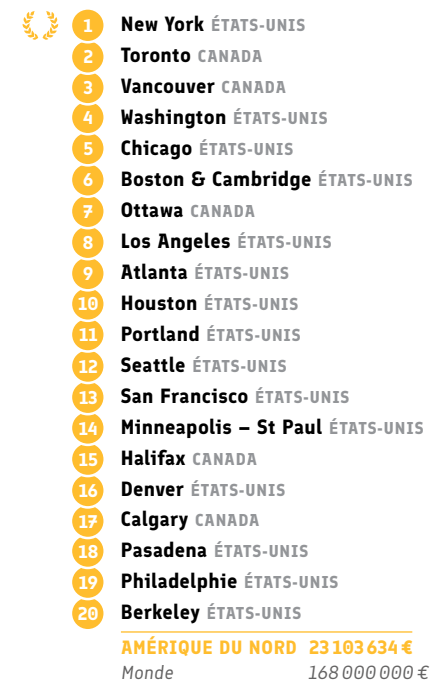 1 New York ÉTATS-UNIS
2 Toronto CANADA
3 Vancouver CANADA
4 Washington ÉTATS-UNIS
5 Chicago ÉTATS-UNIS
6 Boston & Cambridge ÉTATS-UNIS
7 Ottawa CANADA
8 Los Angeles ÉTATS-UNIS
9 Atlanta ÉTATS-UNIS
10 Houston ÉTATS-UNIS
11 Portland ÉTATS-UNIS
12 Seattle ÉTATS-UNIS
13 San Francisco ÉTATS-UNIS
14 Minneapolis – St Paul ÉTATS-UNIS
15 Halifax CANADA
16 Denver ÉTATS-UNIS
17 Calgary CANADA
18 Pasadena ÉTATS-UNIS
19 Philadelphie ÉTATS-UNIS
20 Berkeley ÉTATS-UNIS
AMÉRIQUE DU NORD 23 103 634 €
Monde 168 000 000 €